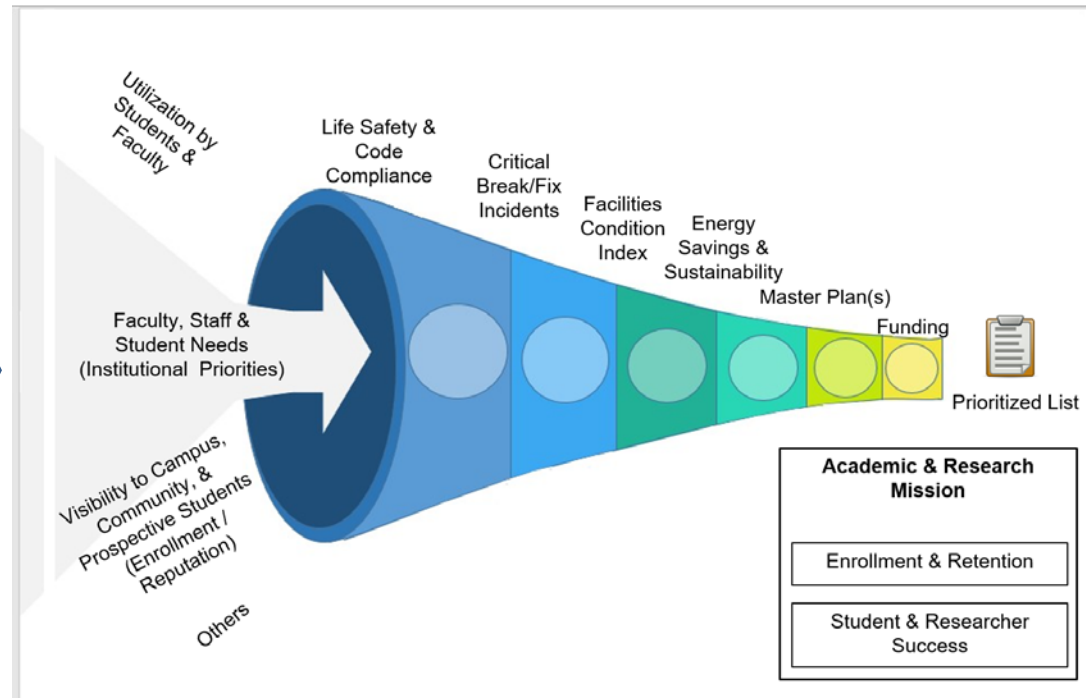 Utilization by
Students &
Faculty
Life Safety &
Code
Compliance
Critical
Break/Fix
Incidents
Facilities
Condition
Index
Energy
Savings &
Sustainability
Master Plan(s)
Funding
Faculty, Staff &
Student Needs
(Institutional Priorities)
Prioritized List
Visibility to Campus,
Community, &
Prospective Students
(Enrollment /
Reputation)
Others
Academic & Research
Mission
Enrollment & Retention
Student & Researcher
Success